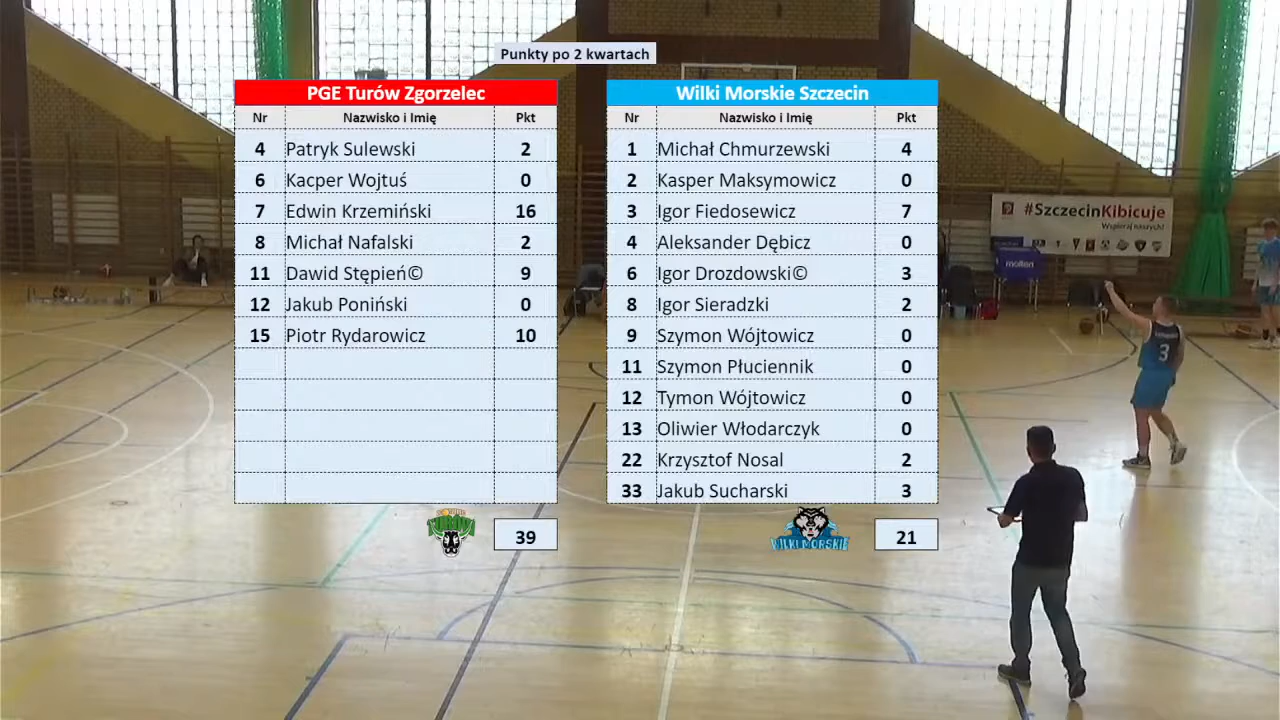 Punkty po 2 kwartach
PGE Turów Zgorzelec
Nr Nazwisko i Imię Pkt
4 Patryk Sulewski 2
6 Kacper Wojtuś 0
7 Edwin Krzemiński 16
8 Michał Nafalski 2
11 Dawid Stępień© 9
12 Jakub Poniński 0
15 Piotr Rydarowicz 10
39
Wilki Morskie Szczecin
Nr Nazwisko i Imię Pkt
1 Michał Chmurzewski 4
2 Kasper Maksymowicz 0
3 Igor Fiedosewicz 7
4 Aleksander Dębicz 0
6 Igor Drozdowski© 3
8 Igor Sieradzki 2
9 Szymon Wójtowicz 0
11 Szymon Płuciennik 0
12 Tymon Wójtowicz 0
13 Oliwier Włodarczyk 0
22 Krzysztof Nosal 2
33 Jakub Sucharski 3
WILKI MORSKIE
21
#SzczecinKibicuje
Wspieraj naszych!
molten
3